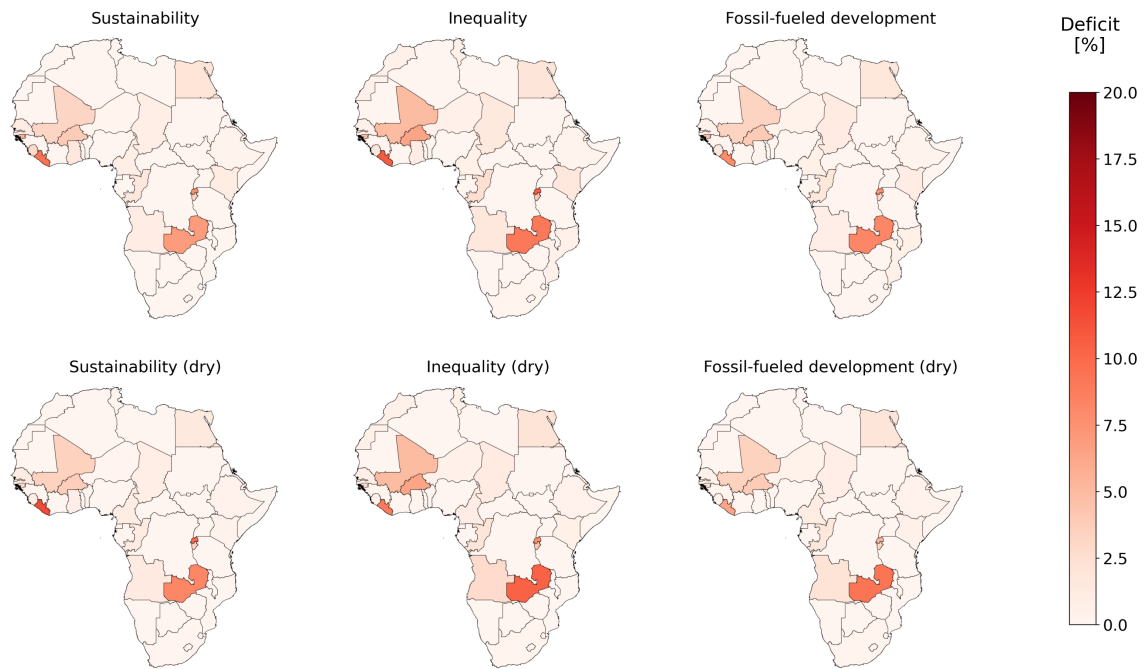 Sustainability
Inequality
Fossil-fueled development
Deficit
[%]
20.0
17.5
15.0
12.5
10.0
7.5
5.0
2.5
0.0
Sustainability (dry)
Inequality (dry)
Fossil-fueled development (dry)